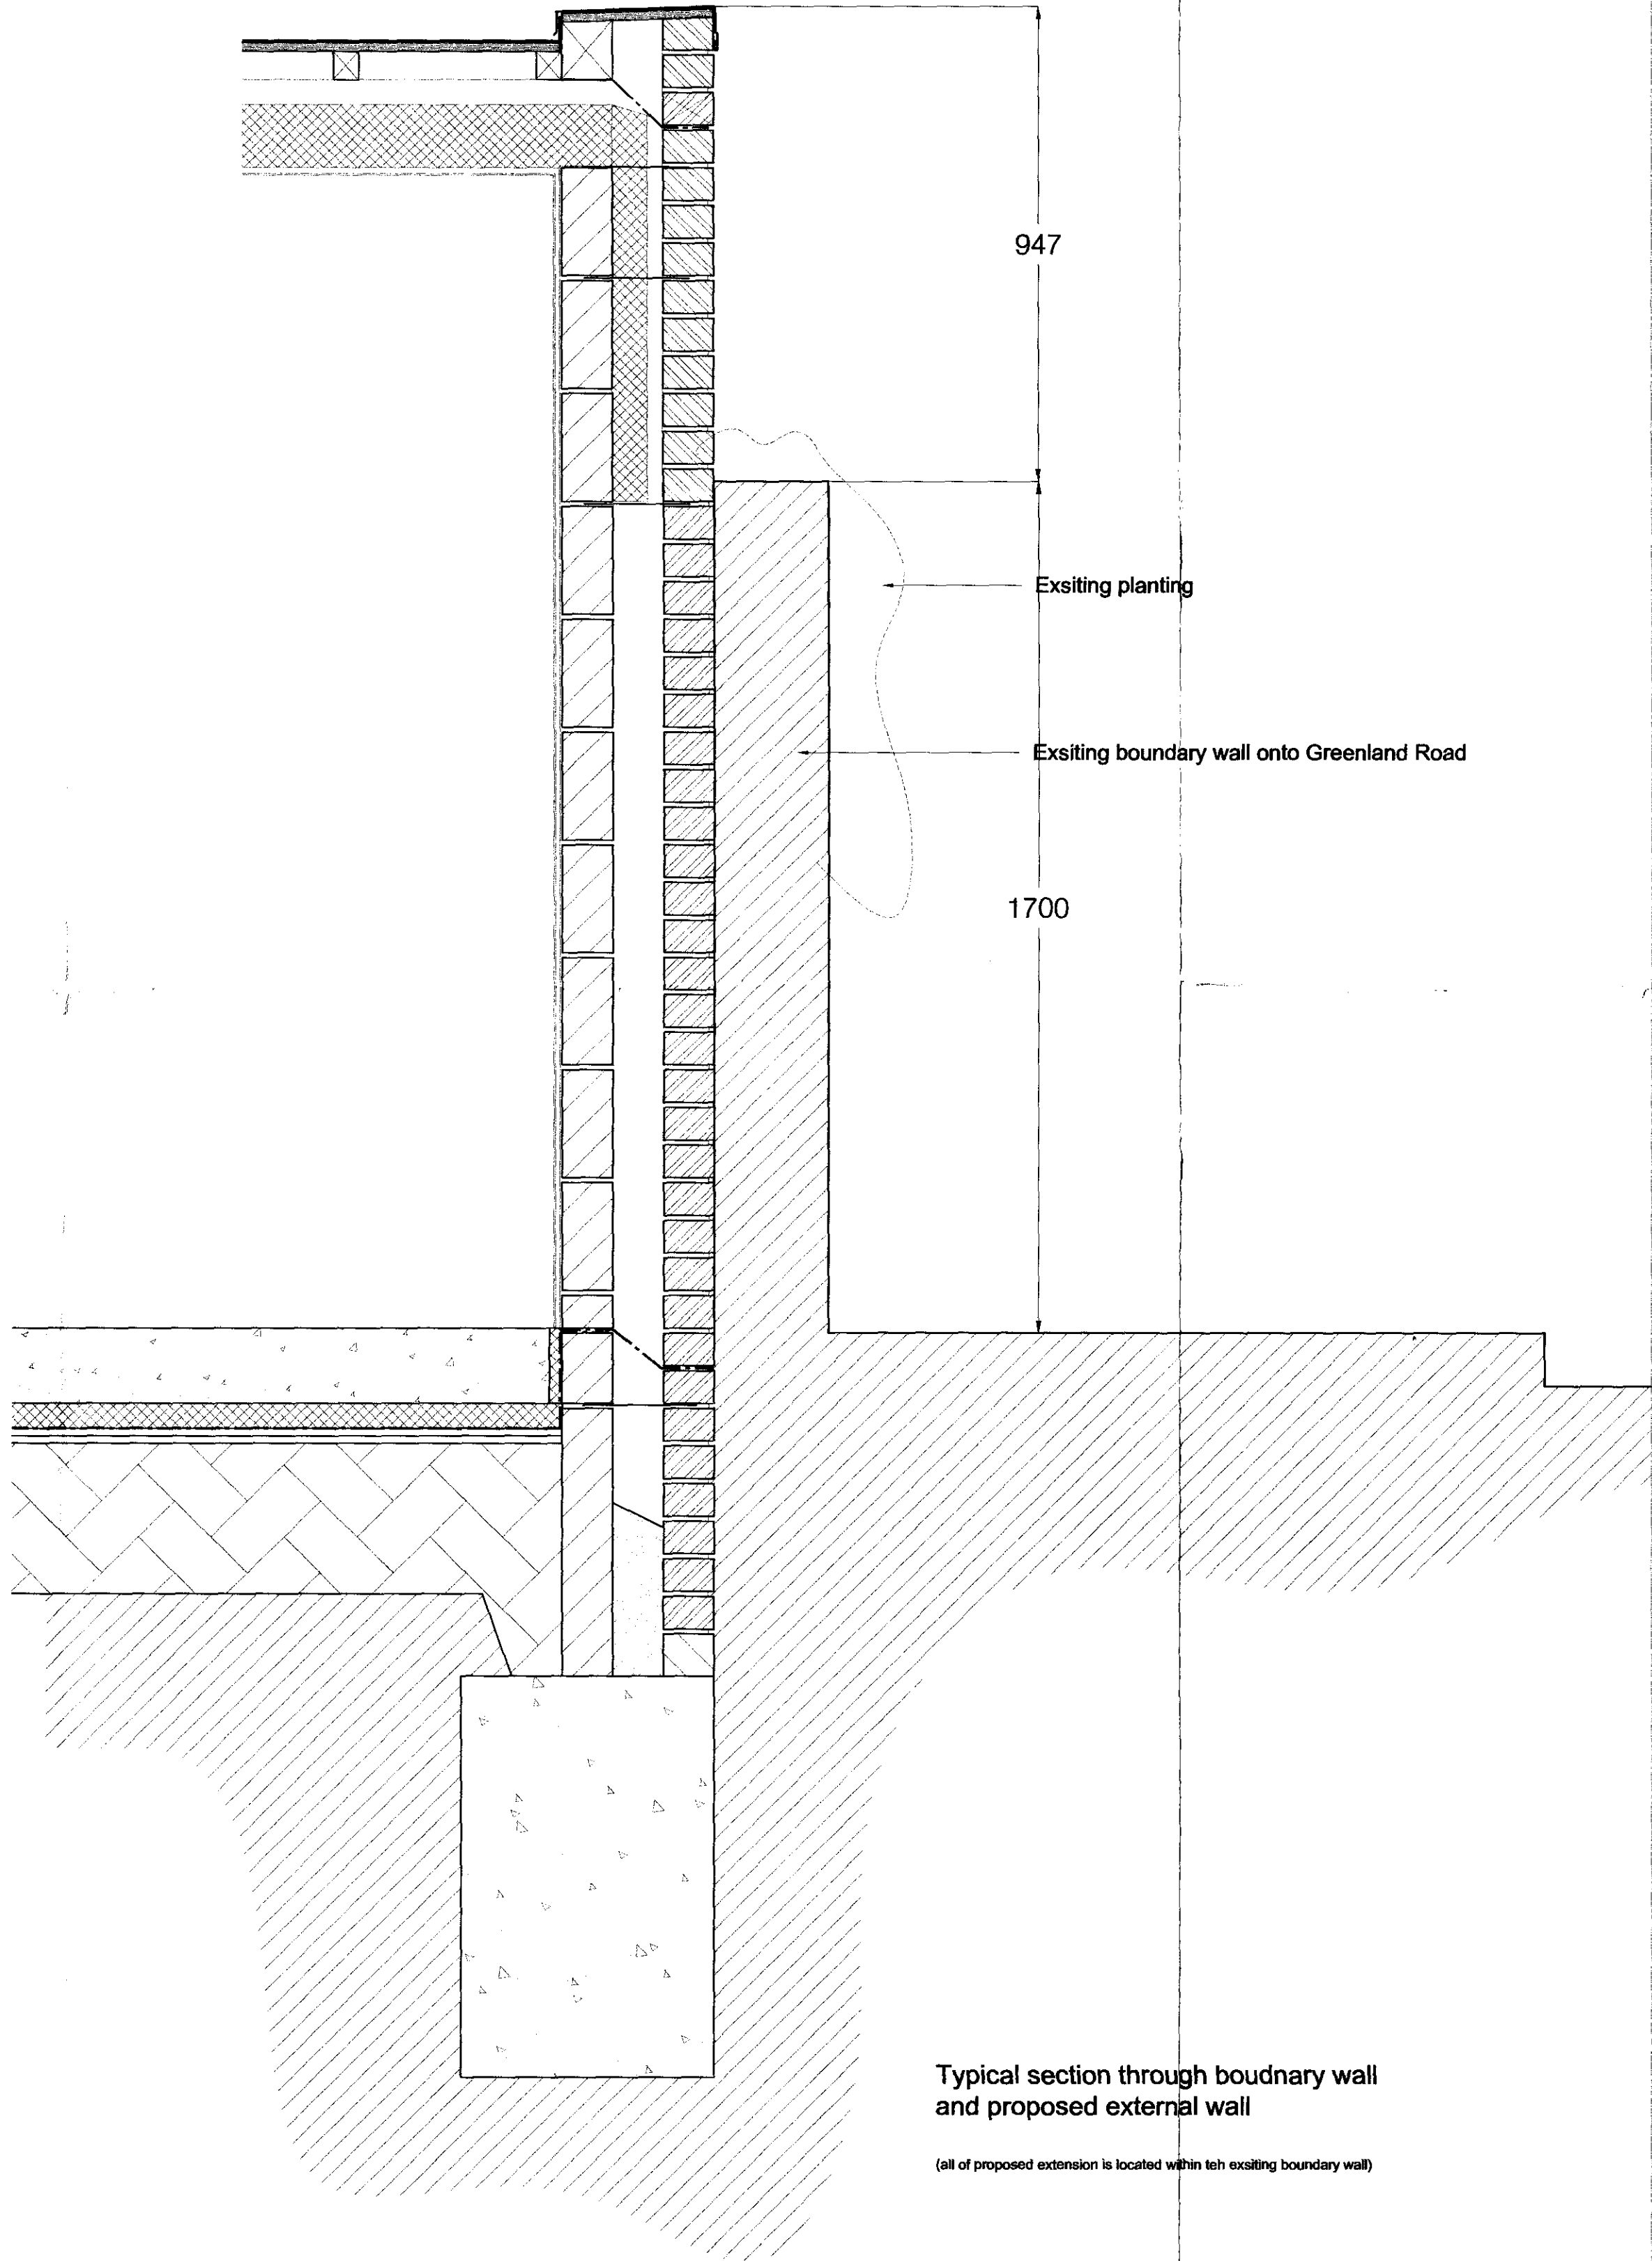 947
Exsiting planting
Exsiting boundary wall onto Greenland Road
1700
Typical section through boudnary wall
and proposed external wall
(all of proposed extension is located within teh exsiting boundary wall)